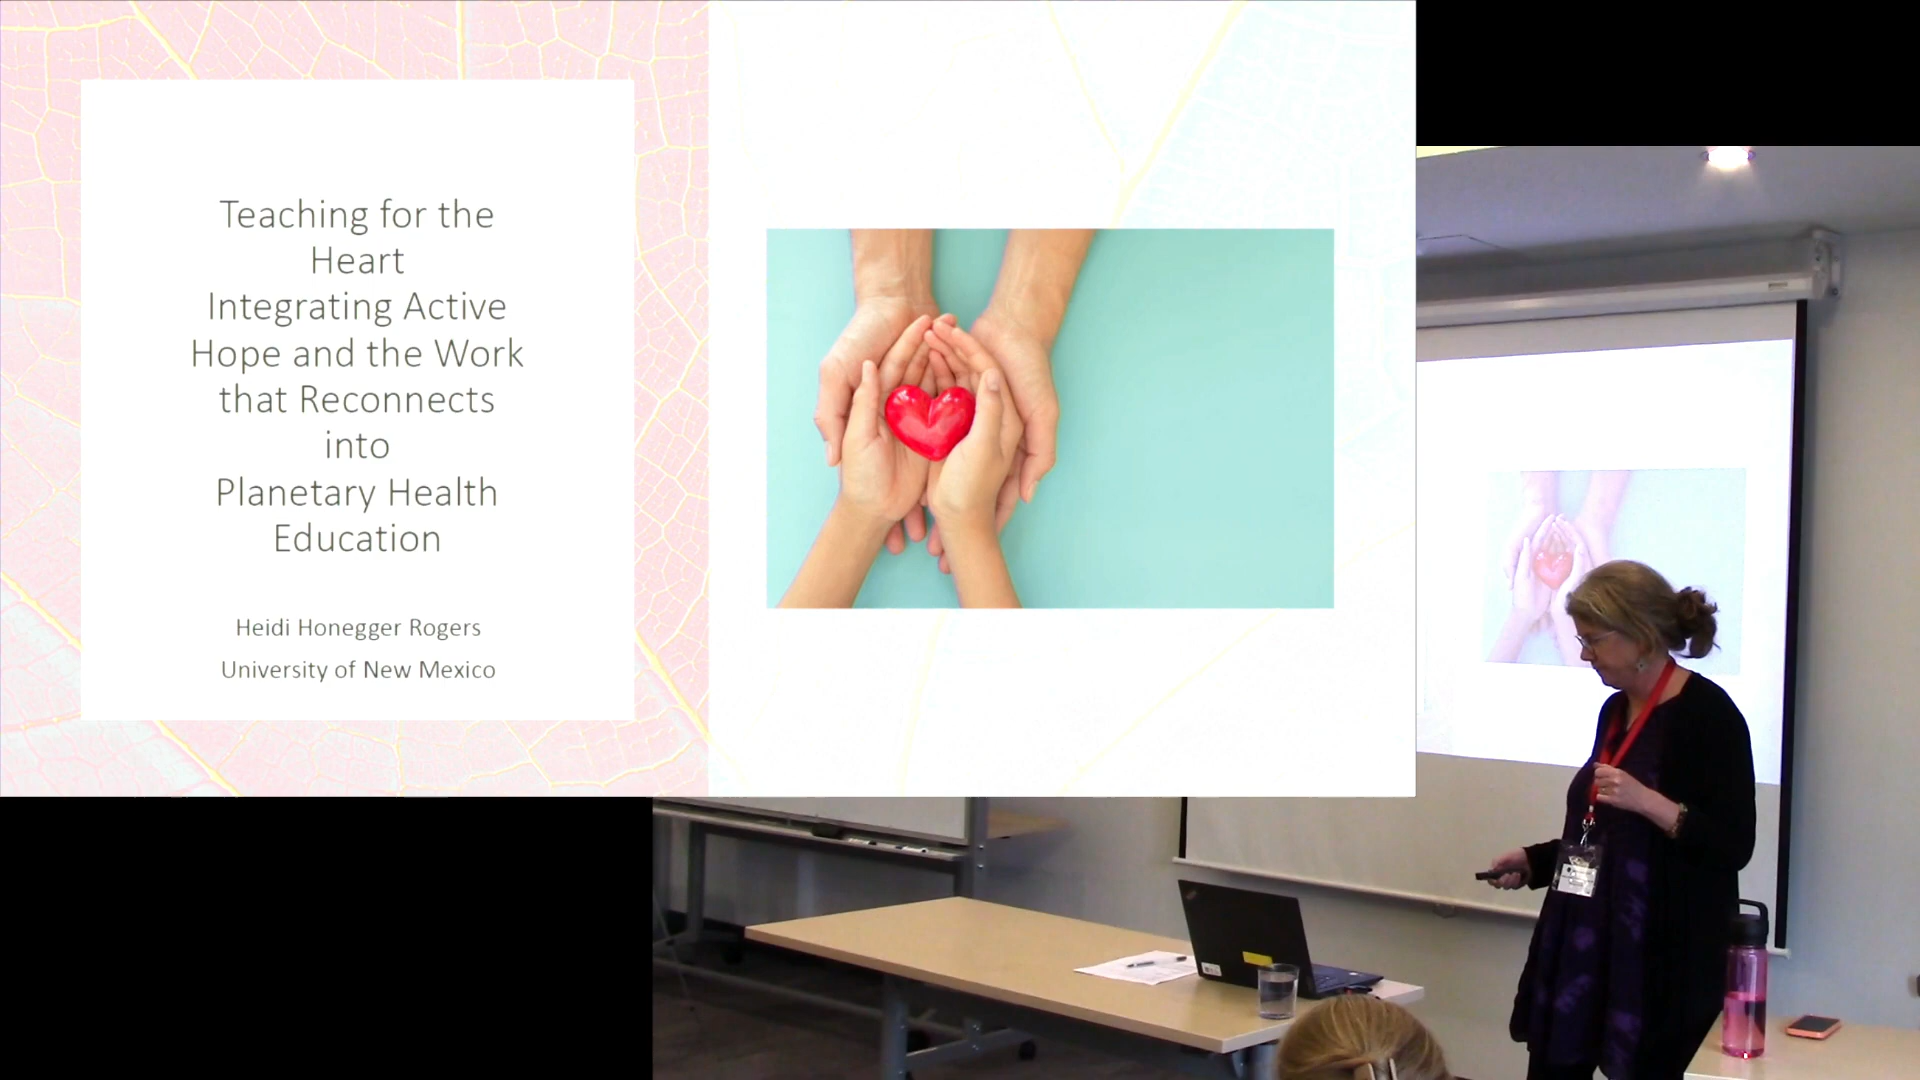 Teaching for the
Heart
Integrating Active
Hope and the Work
that Reconnects
into
Planetary Health
Education
Heidi Honegger Rogers
University of New Mexico